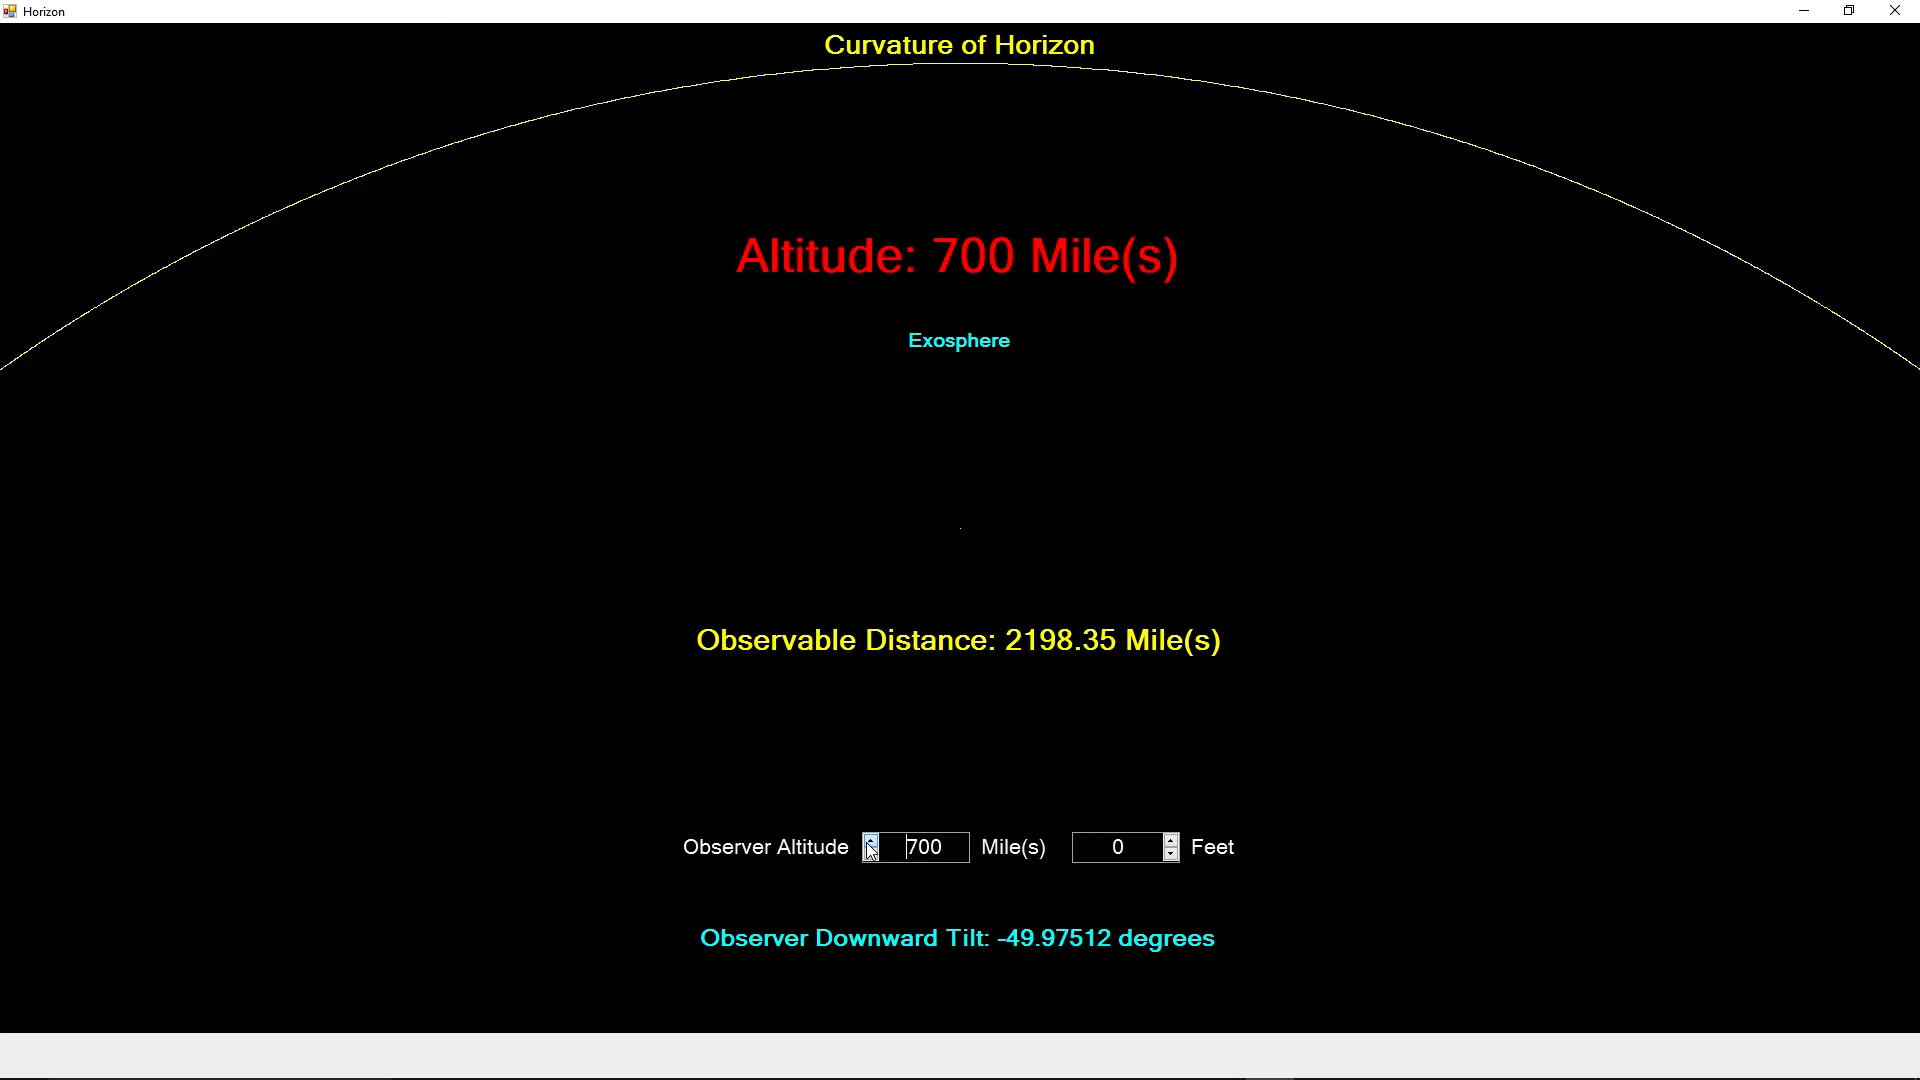 Horizon
Curvature of Horizon
Altitude: 700 Mile(s)
Exosphere
Observable Distance: 2198.35 Mile(s)
Observer Altitude 700 Mile(s) 0 Feet
Observer Downward Tilt: -49.97512 degrees